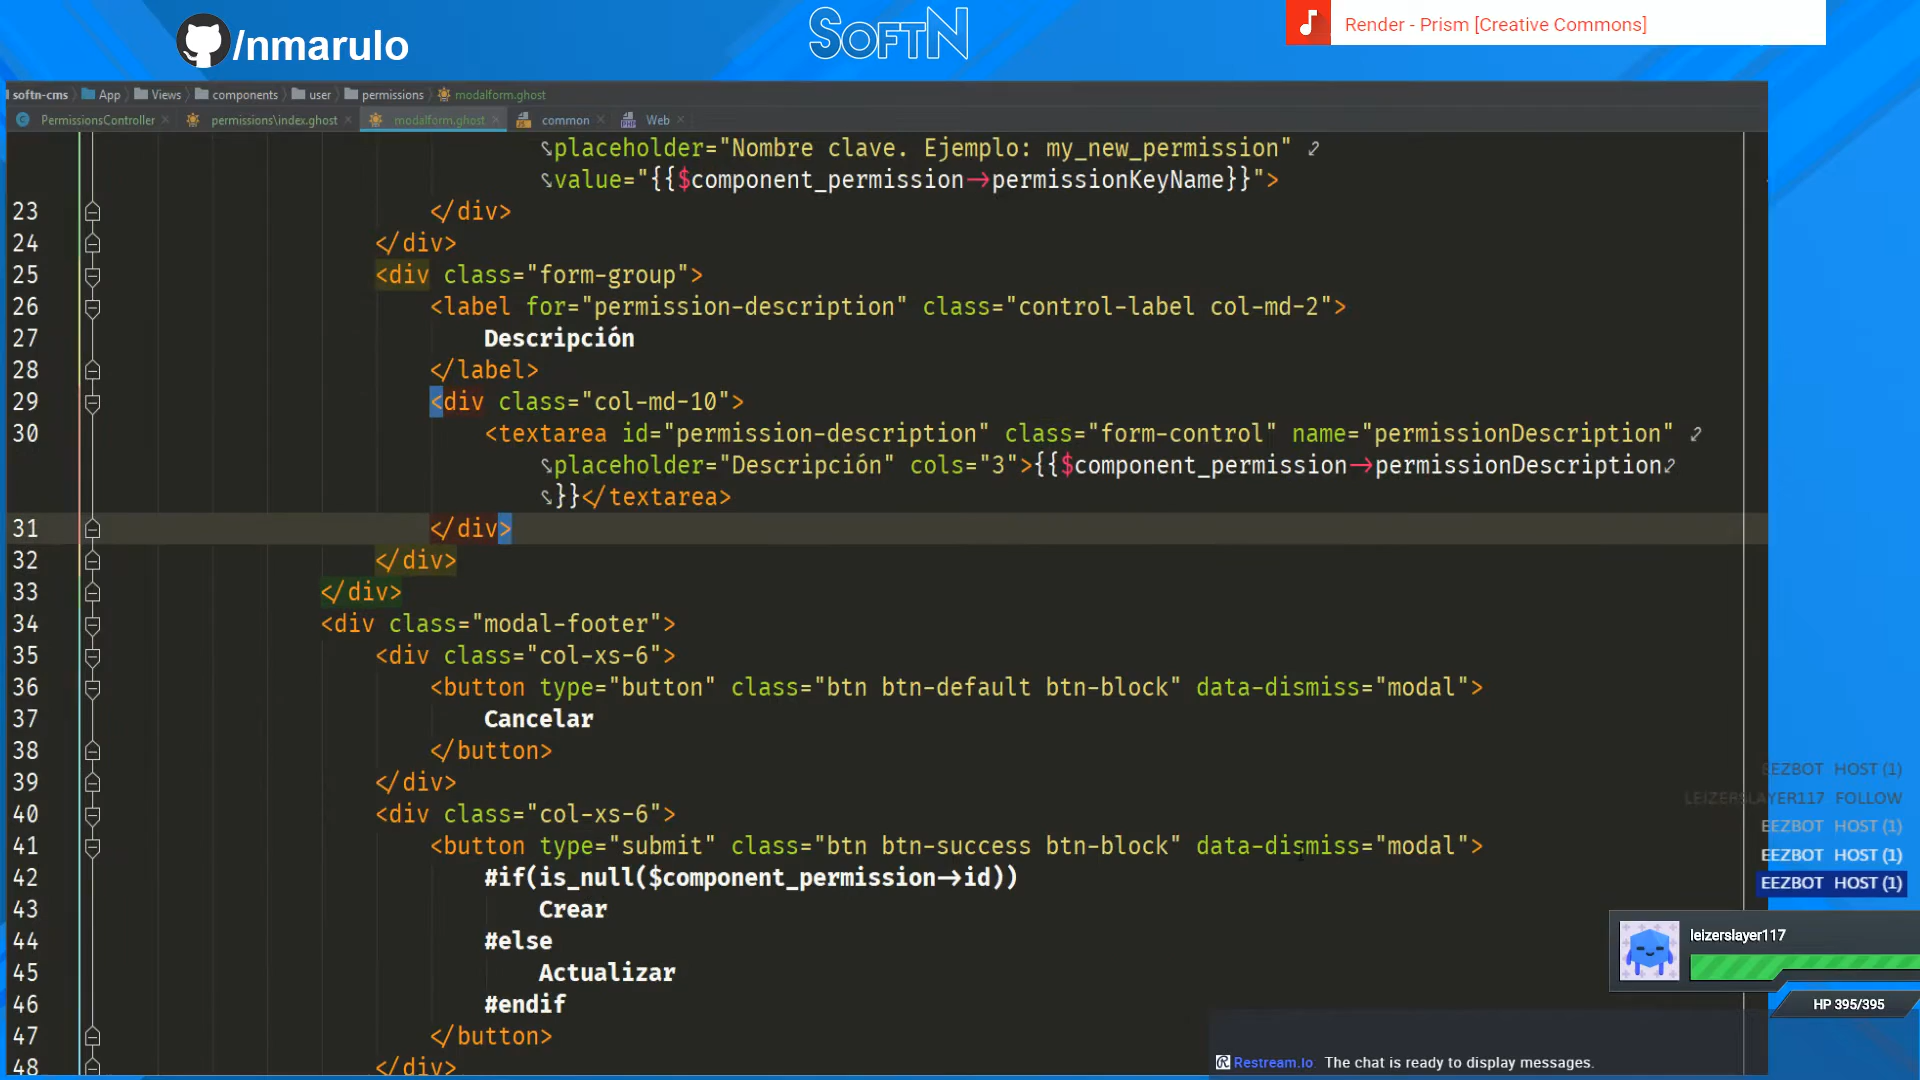 /nmarulo
SOFTN
Render - Prism [Creative Commons]
softn-cms App Views components user permissions modalform.ghost
PermissionsController permissions\index.ghost modalform.ghost common Web
placeholder="Nombre clave. Ejemplo: my_new_permission"
value="{{$component_permission->permissionKeyName}}">
23 </div>
24 </div>
25 <div class="form-group">
26 <label for="permission-description" class="control-label col-md-2">
27 Descripción
28 </label>
29 <div class="col-md-10">
30 <textarea id="permission-description" class="form-control" name="permissionDescription"
placeholder="Descripción" cols="3">{{$component_permission->permissionDescription
}}</textarea>
31 </div>
32 </div>
33 </div>
34 <div class="modal-footer">
35 <div class="col-xs-6">
36 <button type="button" class="btn btn-default btn-block" data-dismiss="modal">
37 Cancelar
38 </button>
39 </div>
40 <div class="col-xs-6">
41 <button type="submit" class="btn btn-success btn-block" data-dismiss="modal">
42 #if(is_null($component_permission->id))
43 Crear
44 #else
45 Actualizar
46 #endif
47 </button>
48 </div>
EEZBOT HOST (1)
LEIZERSLAYER117 FOLLOW
EEZBOT HOST (1)
EEZBOT HOST (1)
EEZBOT HOST (1)
leizerslayer117
HP 395/395
Restream.io The chat is ready to display messages.